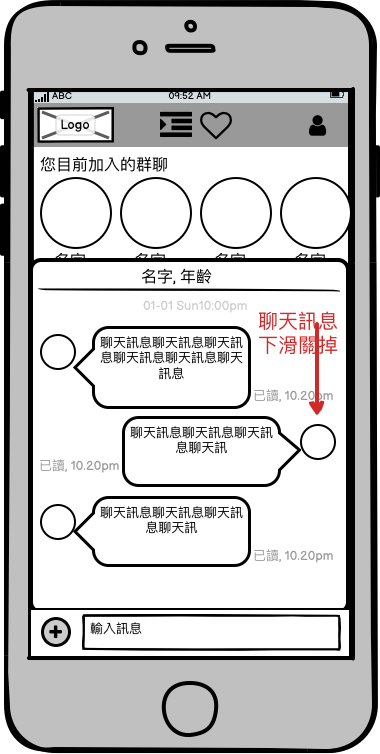 ABC 09:52 AM
Logo
您目前加入的群聊
名字 名字 名字 名字
名字, 年齡
01-01 Sun10:00pm
聊天訊息
下滑關掉
聊天訊息聊天訊息聊天訊
息聊天訊息聊天訊息聊天
訊息
已讀, 10.20pm
聊天訊息聊天訊息聊天訊
息聊天訊
已讀, 10.20pm
聊天訊息聊天訊息聊天訊
息聊天訊
已讀, 10.20pm
輸入訊息